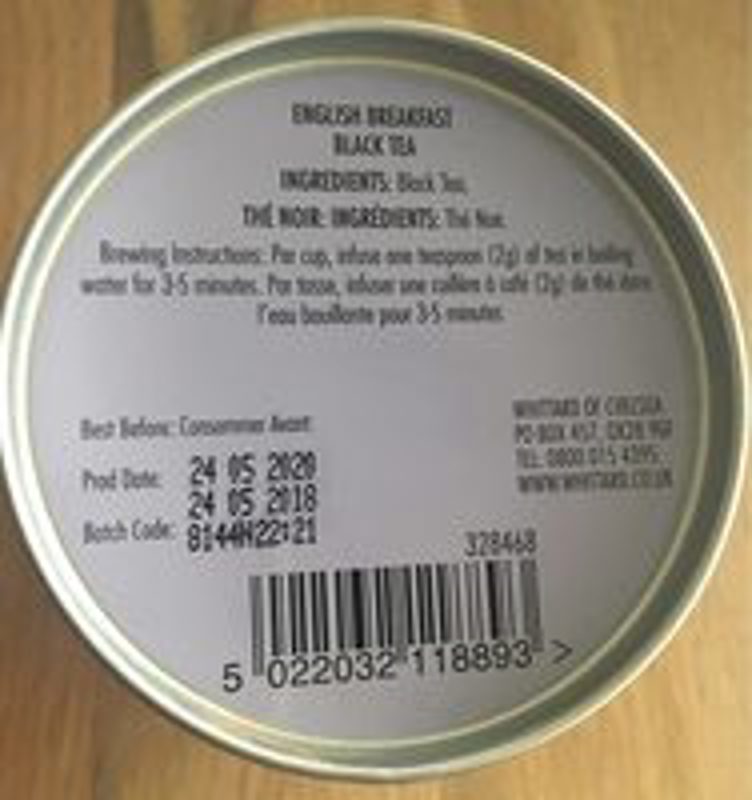 ENGLISH BREAKFAST
BLACK TEA
INGREDIENTS: Black Tea.
THÉ NOIR: INGRÉDIENTS: Thé Noir.
Brewing Instructions: Per cup, infuse one teaspoon (2g) of tea in boiling
water for 3-5 minutes. Par tasse, infuser une cuillère à café (2g) de thé dans
l'eau bouillante pour 3-5 minutes.
Best Before: Consommer Avant:
Prod Date:
24 05 2020
24 05 2018
Batch Code: 8144H22:21
WHITTARD OF CHELSEA
PO BOX 457, OX28 9GF
TEL: 0800 015 4395
WWW.WHITTARD.CO.UK
328468
5 022032 118893 >